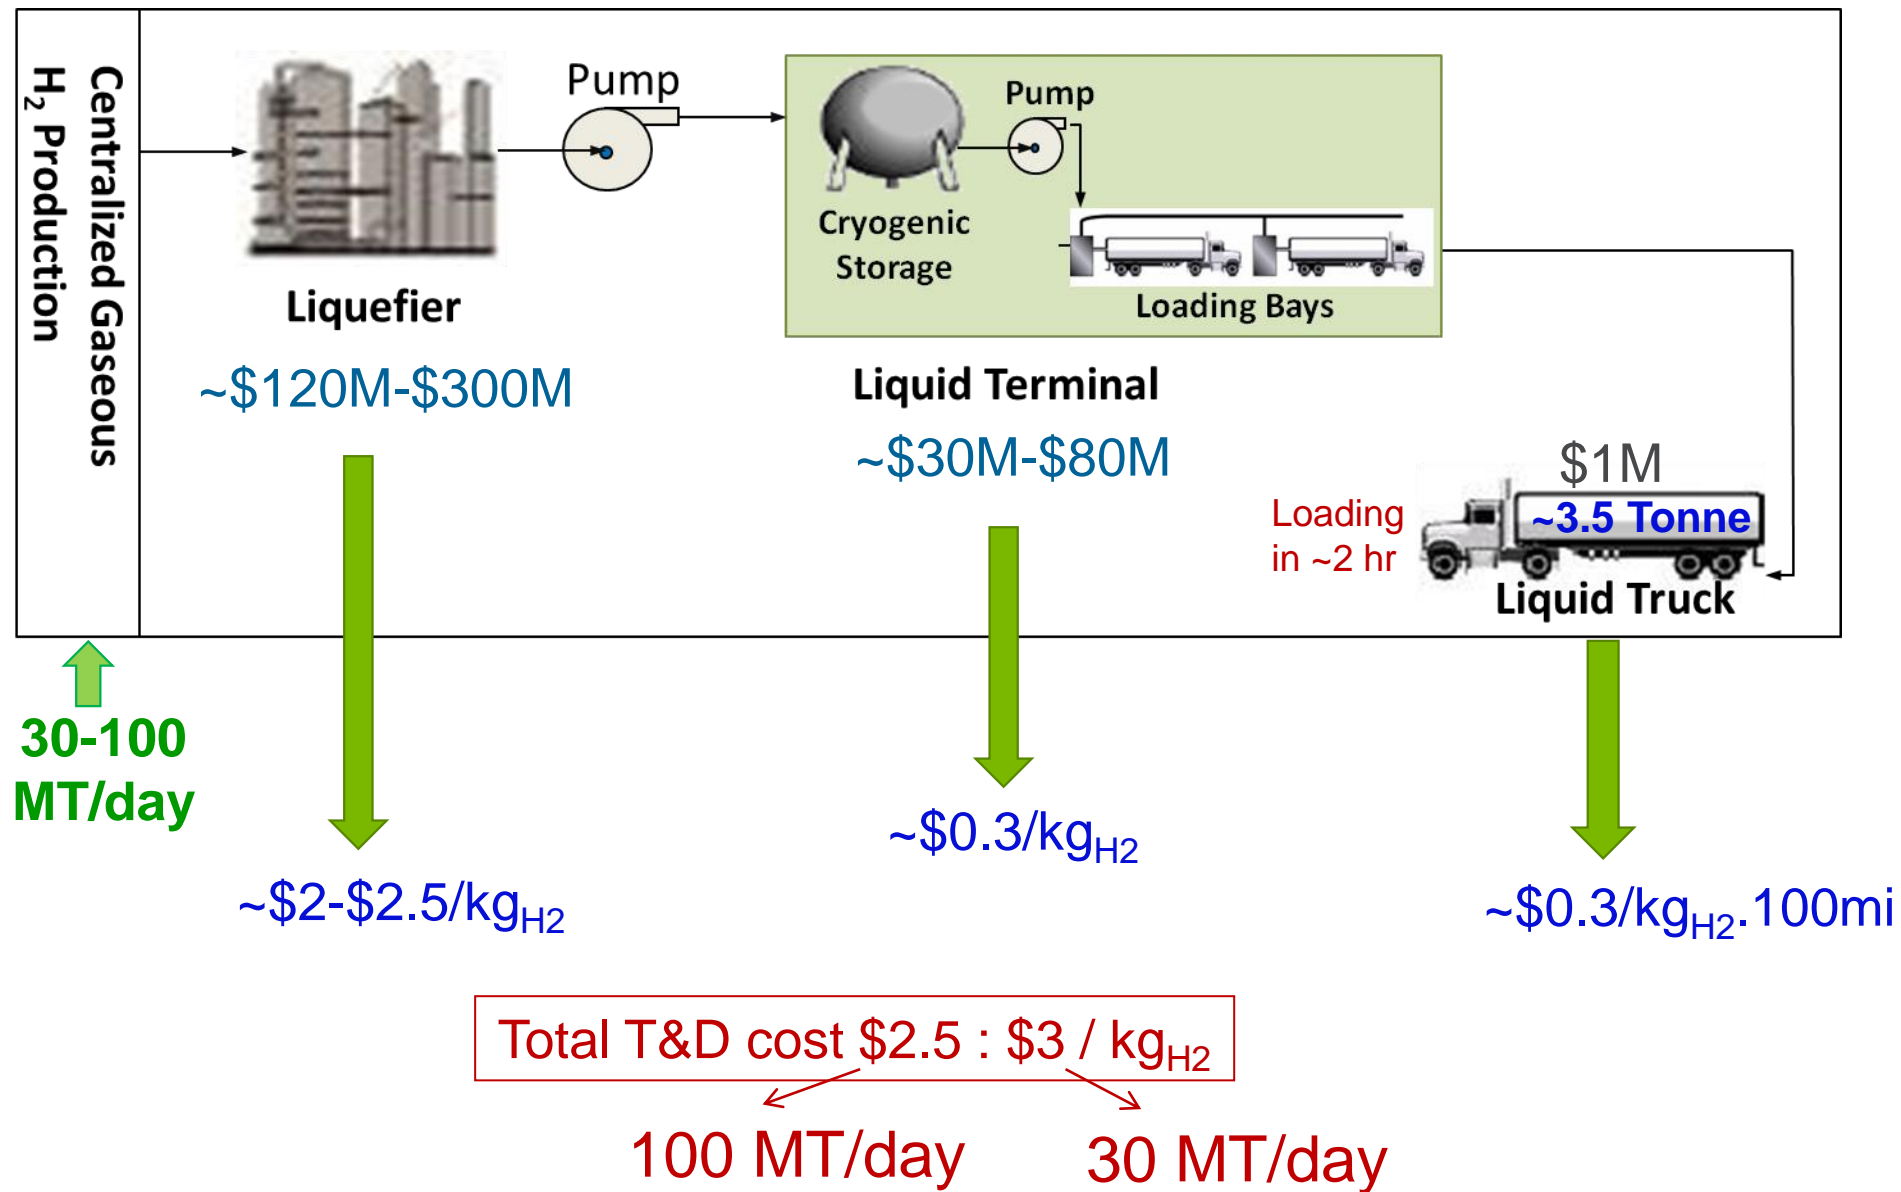 Centralized Gaseous
H2 Production
Pump
Pump
Cryogenic
Storage
Loading Bays
Liquefier
~$120M-$300M
Liquid Terminal
~$30M-$80M
$1M
~3.5 Tonne
Loading
in ~2 hr
Liquid Truck
30-100
MT/day
~$2-$2.5/kgH2
~$0.3/kgH2
~$0.3/kgH2.100mi
Total T&D cost $2.5 : $3 / kgH2
100 MT/day
30 MT/day